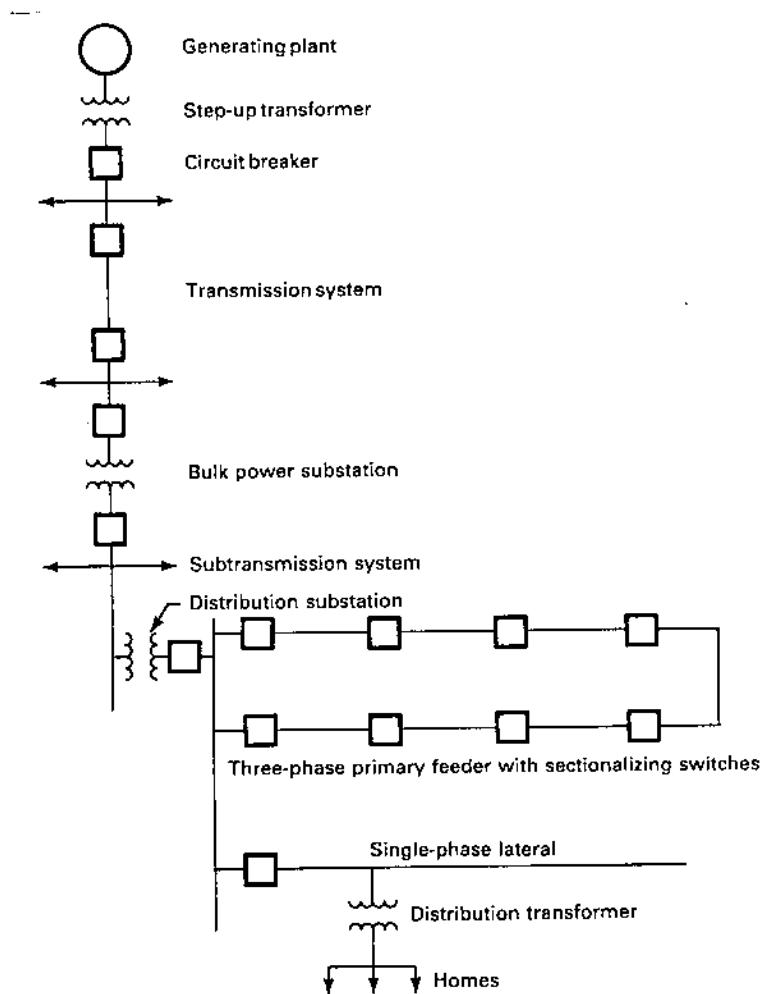 Generating plant
Step-up transformer
Circuit breaker
Transmission system
Bulk power substation
Subtransmission system
Distribution substation
Three-phase primary feeder with sectionalizing switches
Single-phase lateral
Distribution transformer
Homes